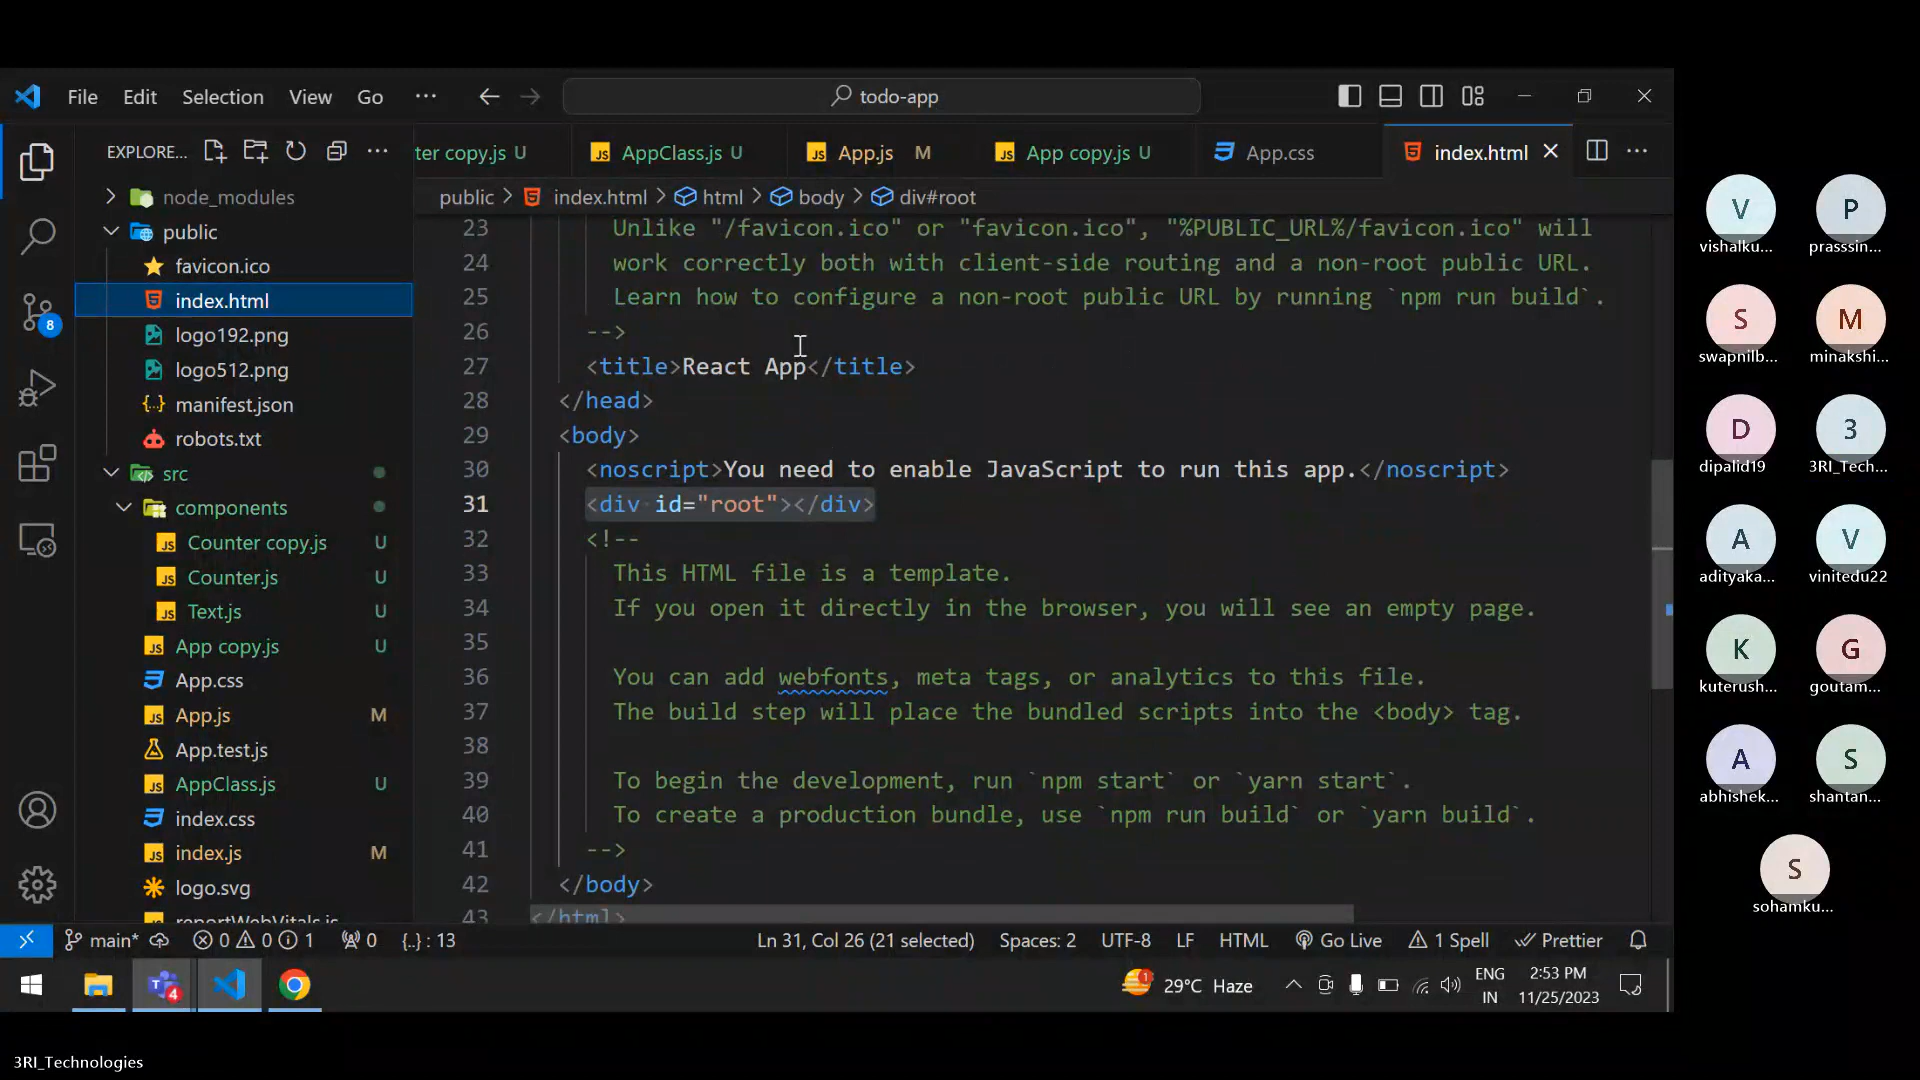 File Edit Selection View Go ··· todo-app
EXPLORE... ter copy.js U AppClass.js U App.js M App copy.js U App.css index.html
public > index.html > html > body > div#root
node_modules
public
favicon.ico
index.html
logo192.png
logo512.png
manifest.json
robots.txt
src
components
Counter copy.js U
Counter.js U
Text.js U
App copy.js U
App.css
App.js M
App.test.js
AppClass.js U
index.css
index.js M
logo.svg
reportWebVitals.js
8
23 Unlike "/favicon.ico" or "favicon.ico", "%PUBLIC_URL%/favicon.ico" will
24 work correctly both with client-side routing and a non-root public URL.
25 Learn how to configure a non-root public URL by running `npm run build`.
26 -->
27 <title>React App</title>
28 </head>
29 <body>
30 <noscript>You need to enable JavaScript to run this app.</noscript>
31 <div id="root"></div>
32 <!--
33 This HTML file is a template.
34 If you open it directly in the browser, you will see an empty page.
35
36 You can add webfonts, meta tags, or analytics to this file.
37 The build step will place the bundled scripts into the <body> tag.
38
39 To begin the development, run `npm start` or `yarn start`.
40 To create a production bundle, use `npm run build` or `yarn build`.
41 -->
42 </body>
43 </html>
main* 0 0 1 0 {..} : 13 Ln 31, Col 26 (21 selected) Spaces: 2 UTF-8 LF HTML Go Live 1 Spell Prettier
4 1 29°C Haze ENG IN 2:53 PM 11/25/2023
V P
vishalku... prasssin...
S M
swapnilb... minakshi...
D 3
dipalid19 3RI_Tech...
A V
adityaka... vinitedu22
K G
kuterush... goutam...
A S
abhishek... shantan...
S
sohamku...
3RI_Technologies